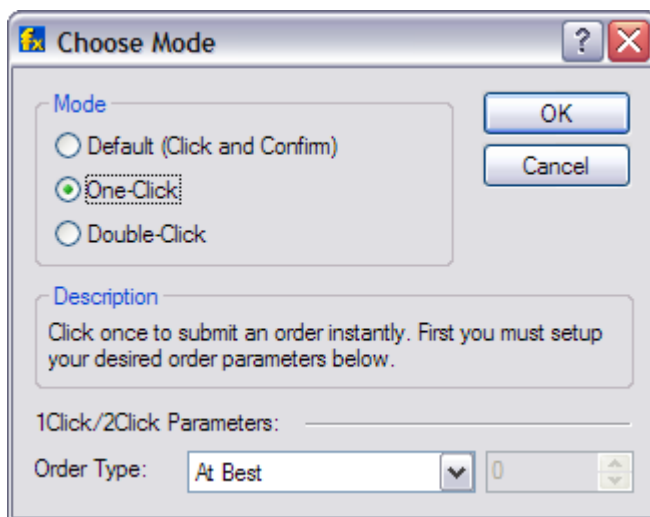 fx Choose Mode ?
Mode
OK
Default (Click and Confirm)
Cancel
One-Click
Double-Click
Description
Click once to submit an order instantly. First you must setup
your desired order parameters below.
1Click/2Click Parameters:
Order Type: At Best 0